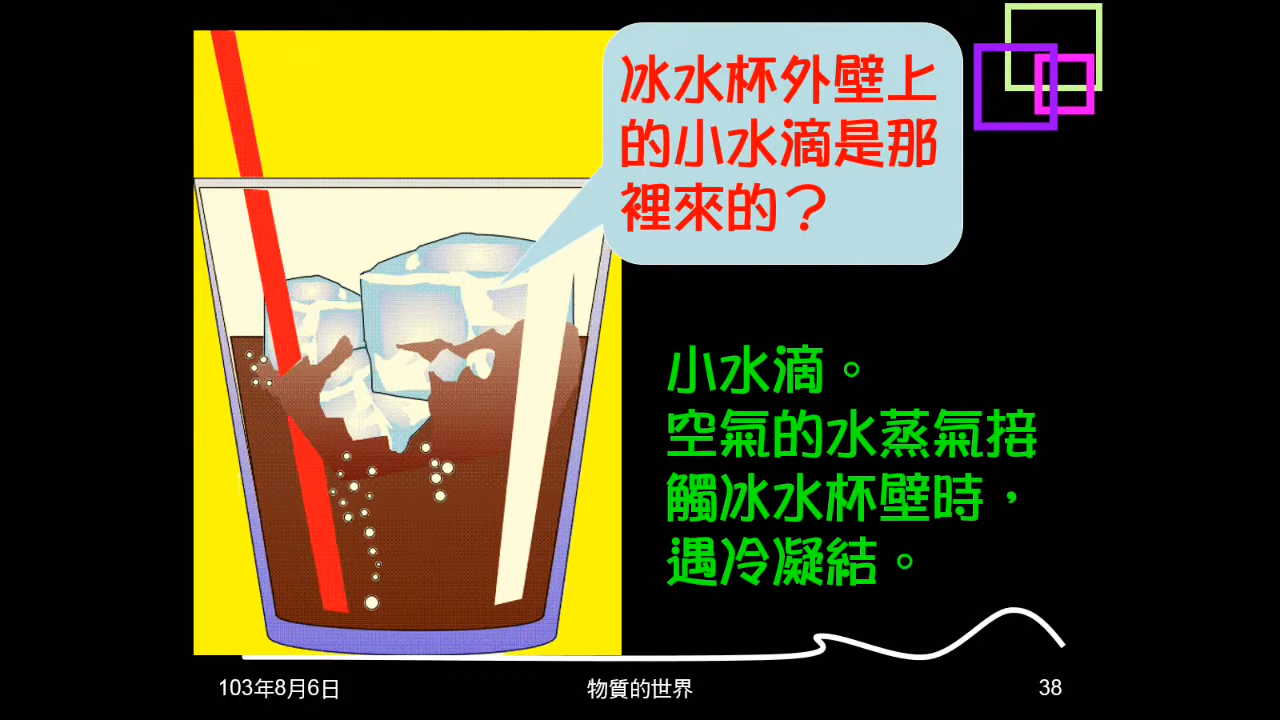 冰水杯外壁上
的小水滴是那
裡來的？
小水滴。
空氣的水蒸氣接
觸冰水杯壁時，
遇冷凝結。
103年8月6日
物質的世界
38